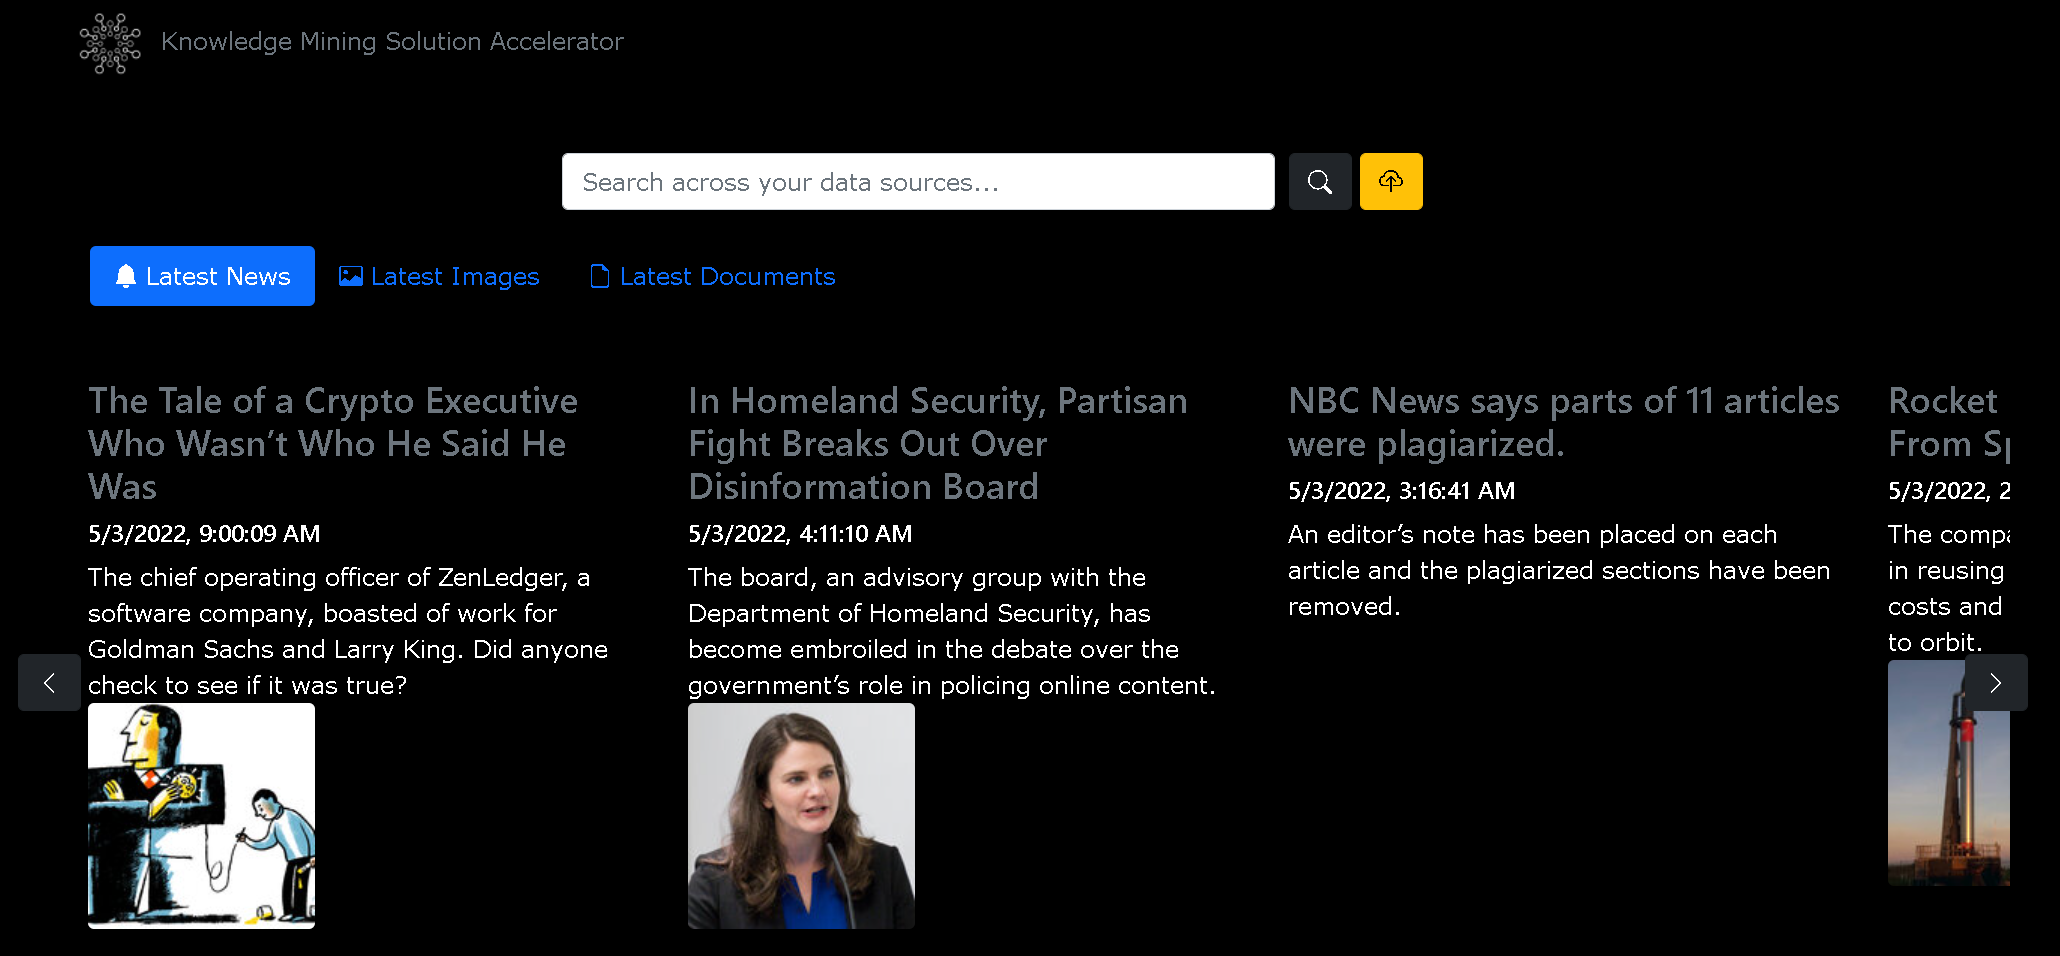 Knowledge Mining Solution Accelerator
Search across your data sources...
Latest News
Latest Images
Latest Documents
The Tale of a Crypto Executive
Who Wasn’t Who He Said He
Was
5/3/2022, 9:00:09 AM
The chief operating officer of ZenLedger, a
software company, boasted of work for
Goldman Sachs and Larry King. Did anyone
check to see if it was true?
In Homeland Security, Partisan
Fight Breaks Out Over
Disinformation Board
5/3/2022, 4:11:10 AM
The board, an advisory group with the
Department of Homeland Security, has
become embroiled in the debate over the
government’s role in policing online content.
NBC News says parts of 11 articles
were plagiarized.
5/3/2022, 3:16:41 AM
An editor’s note has been placed on each
article and the plagiarized sections have been
removed.
Rocket
From
5/3/2022, 2
The
in reusing
costs and
to orbit.